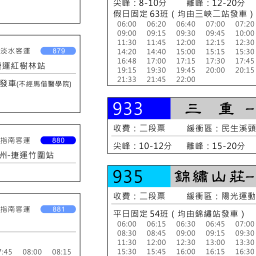 淡水客運 879
捷運紅樹林站
發車(不經馬偕醫學院)
指南客運 880
州-捷運竹圍站
指南客運 881
7:45 08:00 08:15
尖峰：8-10分 離峰：12-20分
假日固定63班（均由三峽二站發車）
06:00 06:20 06:40 07:00 07:20
09:00 09:15 09:30 09:45 10:00
11:30 11:45 12:00 12:15 12:30
14:20 14:40 15:00 15:15 15:30
16:48 17:00 17:15 17:30 17:45
19:15 19:30 19:45 20:00 20:15
21:33 21:45 22:00
933 三 重 -
收費：二段票 緩衝區：民生溪頭
尖峰：10-12分 離峰：15-20分
935 錦繡山莊-
收費：二段票 緩衝區：陽光運動
平日固定54班（均由錦繡站發車）
06:00 06:15 06:30 06:45 07:00
08:30 08:45 09:00 09:15 09:30
11:30 12:00 12:30 13:00 13:30
15:30 15:45 16:00 16:15 16:30